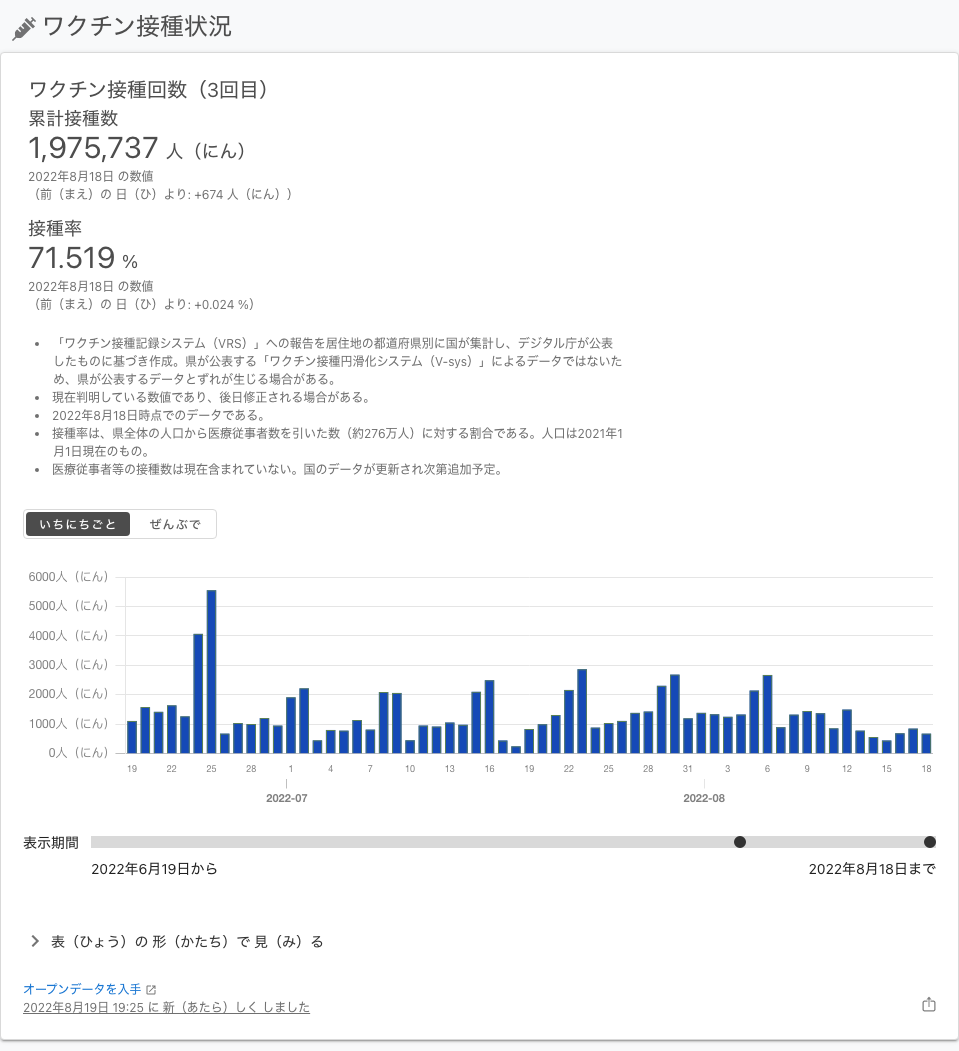 ワクチン接種状況
ワクチン接種回数（3回目）
累計接種数
1,975,737 人（にん）
2022年8月18日 の数値
（前（まえ）の 日（ひ）より: +674 人（にん））
接種率
71.519 %
2022年8月18日 の数値
（前（まえ）の 日（ひ）より: +0.024 %）
• 「ワクチン接種記録システム（VRS）」への報告を居住地の都道府県別に国が集計し、デジタル庁が公表
したものに基づき作成。県が公表する「ワクチン接種円滑化システム（V-sys）」によるデータではないた
め、県が公表するデータとずれが生じる場合がある。
• 現在判明している数値であり、後日修正される場合がある。
• 2022年8月18日時点でのデータである。
• 接種率は、県全体の人口から医療従事者数を引いた数（約276万人）に対する割合である。人口は2021年1
月1日現在のもの。
• 医療従事者等の接種数は現在含まれていない。国のデータが更新され次第追加予定。
いちにちごと ぜんぶで
6000人（にん）
5000人（にん）
4000人（にん）
3000人（にん）
2000人（にん）
1000人（にん）
0人（にん）
19 22 25 28 1 4 7 10 13 16 19 22 25 28 31 3 6 9 12 15 18
2022-07 2022-08
表示期間
2022年6月19日から 2022年8月18日まで
表（ひょう）の 形（かたち）で 見（み）る
オープンデータを入手
2022年8月19日 19:25 に 新（あたら）しく しました